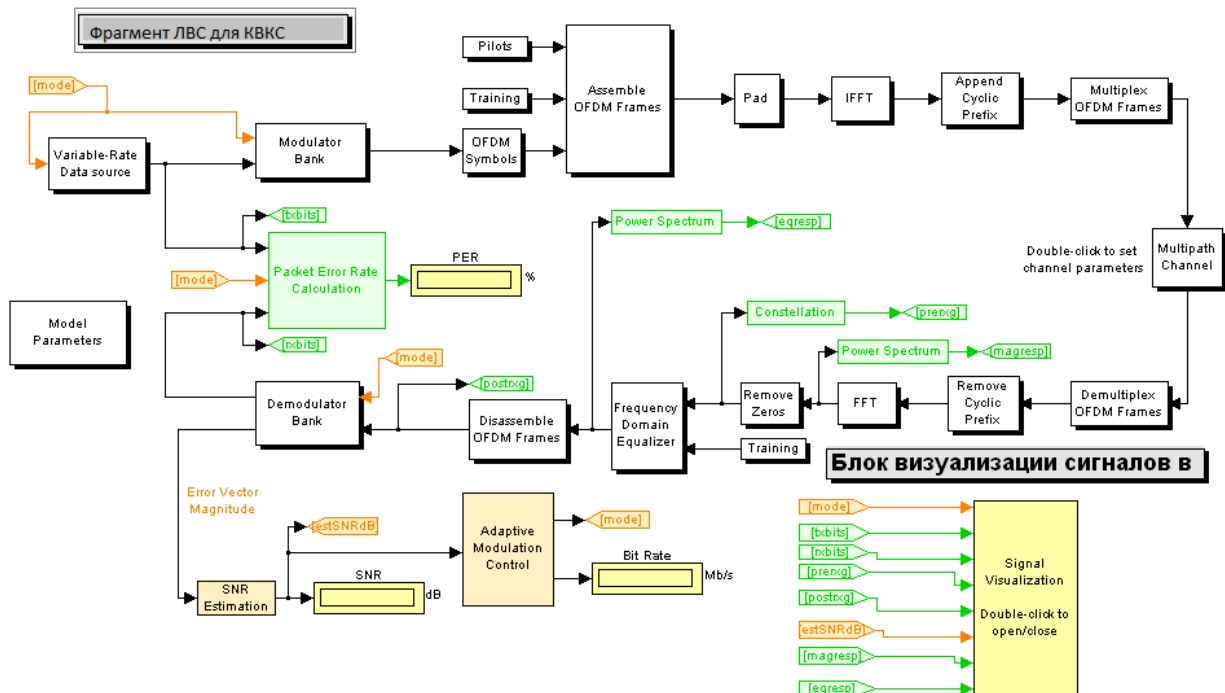 Фрагмент ЛВС для КВКС
Pilots
Training
Assemble
OFDM Frames
Pad
IFFT
Append
Cyclic
Prefix
Multiplex
OFDM Frames
[mode]
Variable-Rate
Data source
Modulator
Bank
OFDM
Symbols
[txbits]
Power Spectrum
[eqresp]
[mode]
Packet Error Rate
Calculation
PER
%
Double-click to set
channel parameters
Multipath
Channel
Model
Parameters
[rxbits]
Constellation
[prerxg]
[mode]
Power Spectrum
[magresp]
Demodulator
Bank
[postrxg]
Disassemble
OFDM Frames
Frequency
Domain
Equalizer
Remove
Zeros
FFT
Remove
Cyclic
Prefix
Demultiplex
OFDM Frames
Training
Блок визуализации сигналов в
Error Vector
Magnitude
[estSNRdB]
SNR
Estimation
SNR
dB
Adaptive
Modulation
Control
[mode]
Bit Rate
Mb/s
[mode]
[txbits]
[rxbits]
[prerxg]
[postrxg]
[estSNRdB]
[magresp]
[eqresp]
Signal
Visualization
Double-click to
open/close